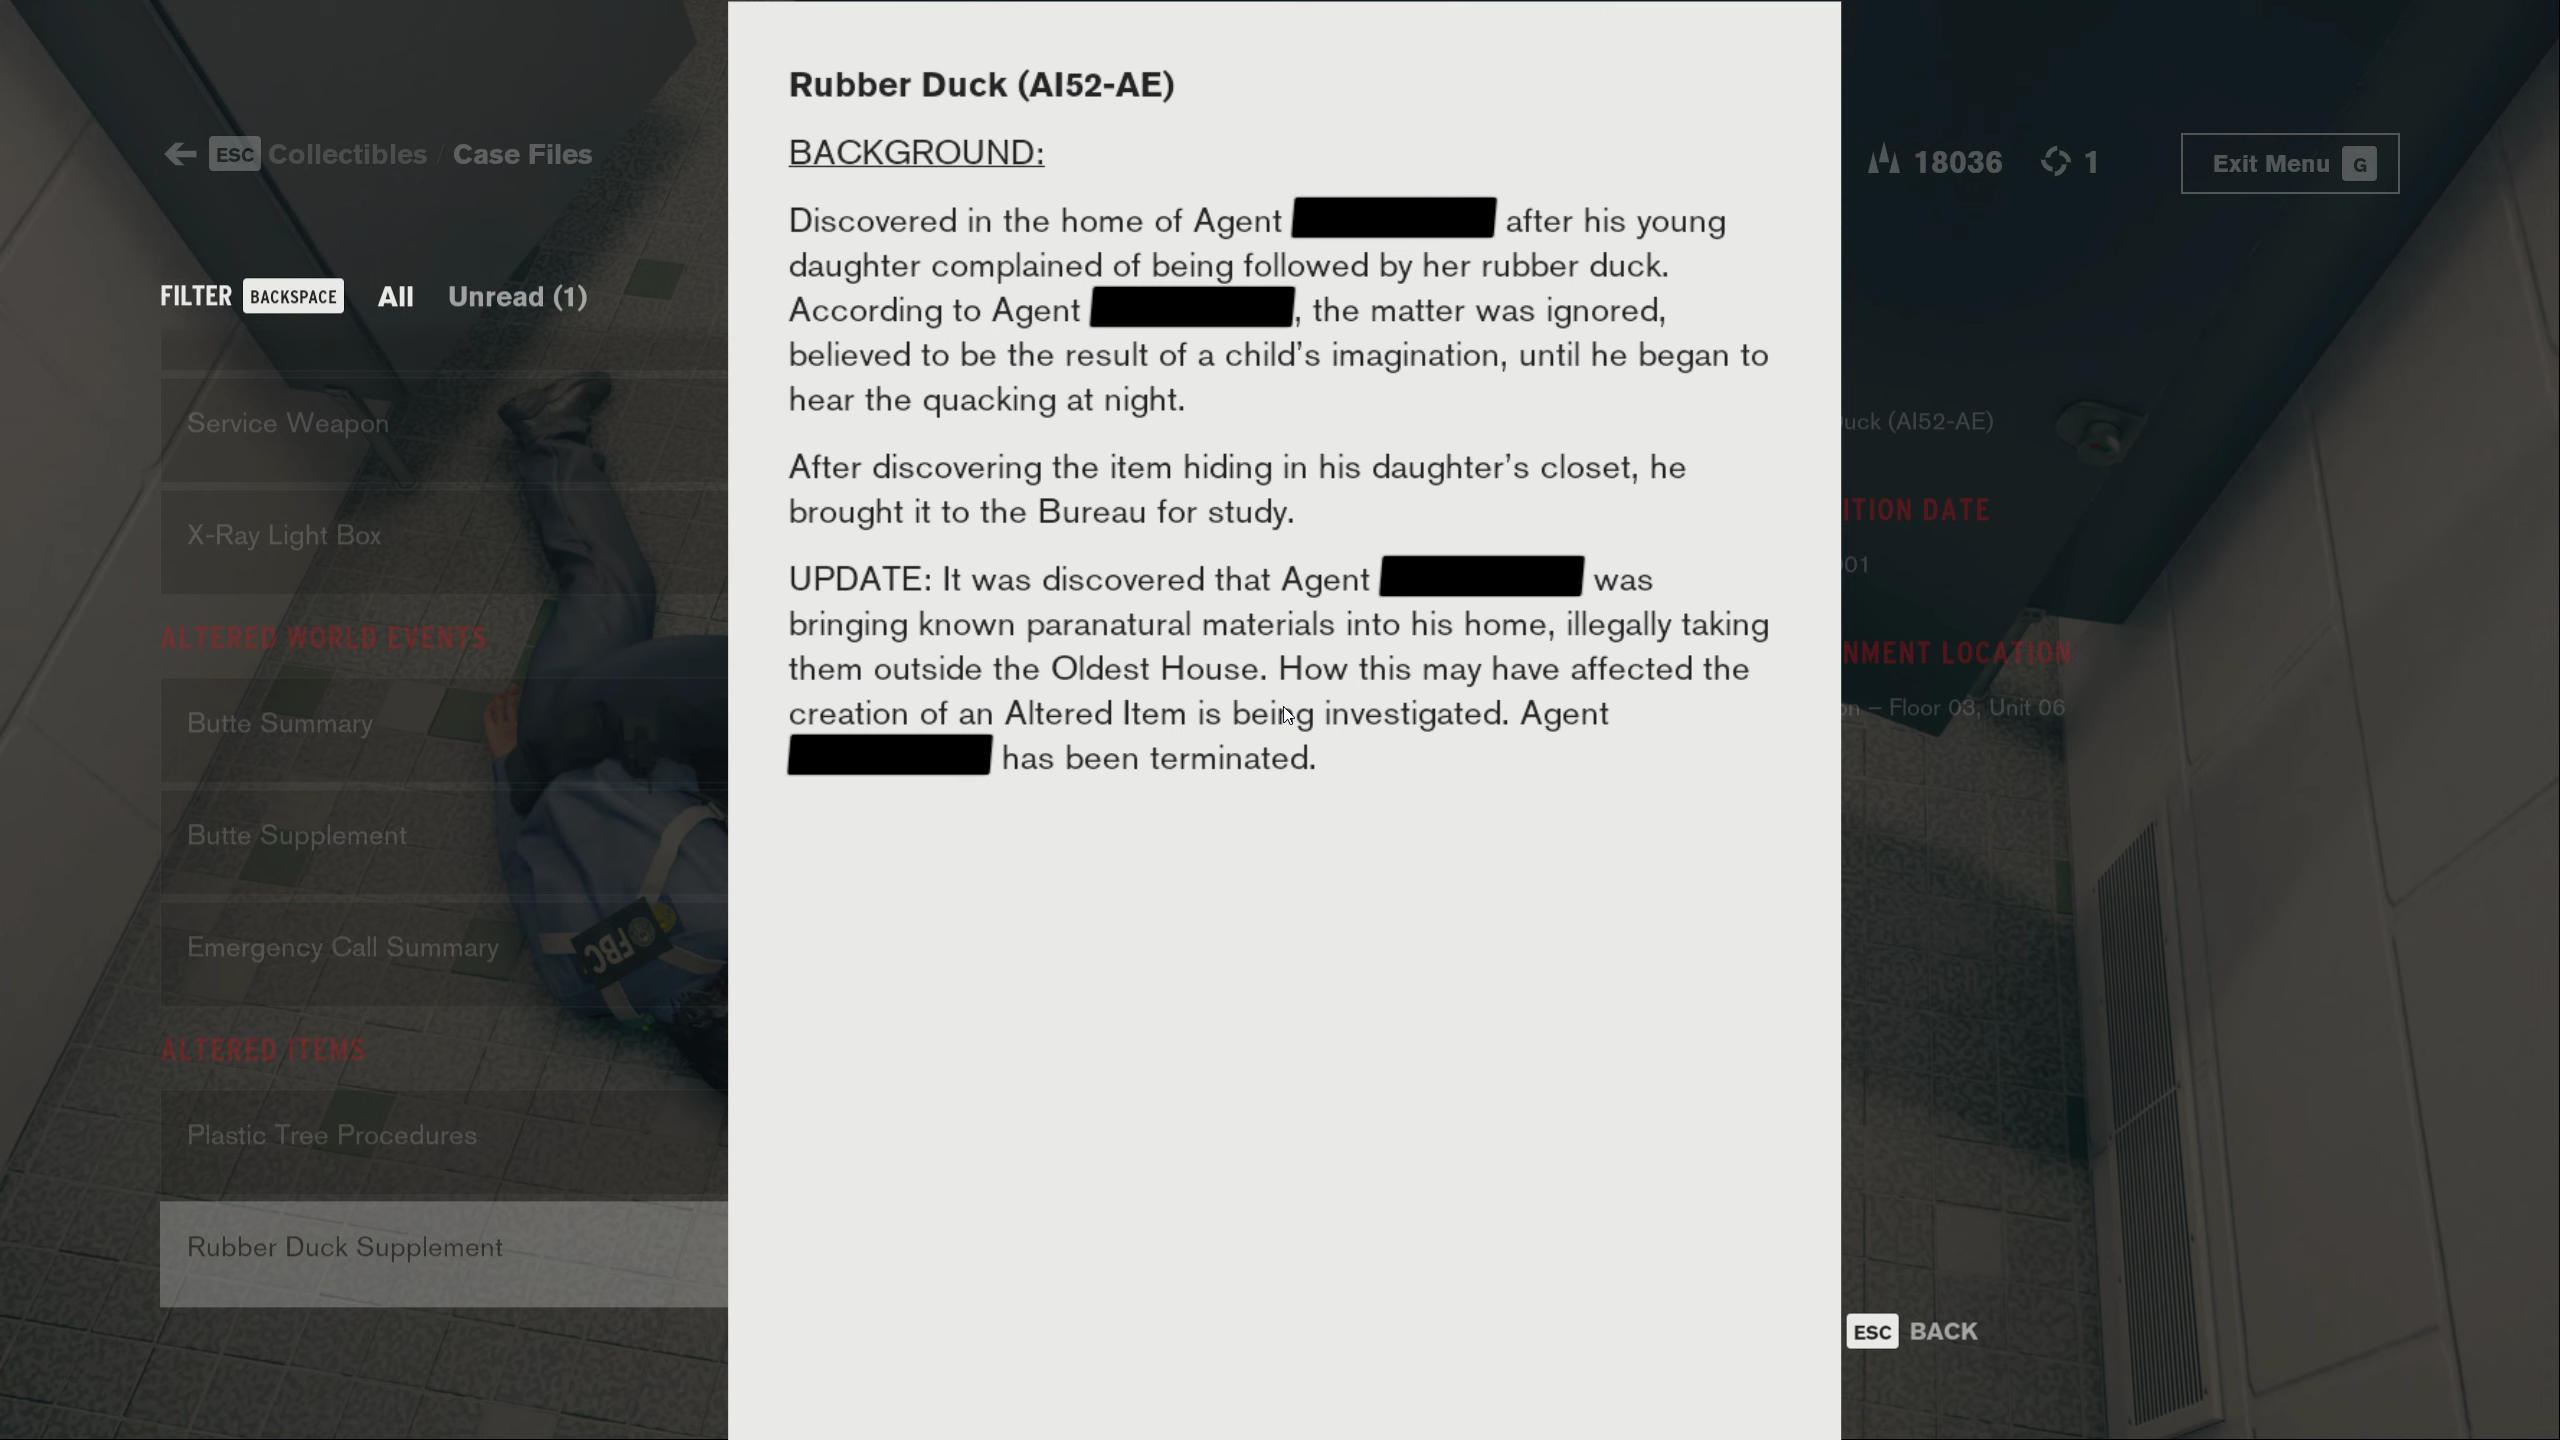 ESC Collectibles / Case Files
18036
1
Exit Menu G
FILTER BACKSPACE All Unread (1)
Service Weapon
X-Ray Light Box
ALTERED WORLD EVENTS
Butte Summary
Butte Supplement
Emergency Call Summary
ALTERED ITEMS
Plastic Tree Procedures
Rubber Duck Supplement
FBC
Rubber Duck (AI52-AE)
BACKGROUND:
Discovered in the home of Agent after his young
daughter complained of being followed by her rubber duck.
According to Agent , the matter was ignored,
believed to be the result of a child’s imagination, until he began to
hear the quacking at night.
After discovering the item hiding in his daughter’s closet, he
brought it to the Bureau for study.
UPDATE: It was discovered that Agent was
bringing known paranatural materials into his home, illegally taking
them outside the Oldest House. How this may have affected the
creation of an Altered Item is being investigated. Agent
has been terminated.
(AI52-AE)
DATE
LOCATION
– Floor 03, Unit 06
ESC BACK